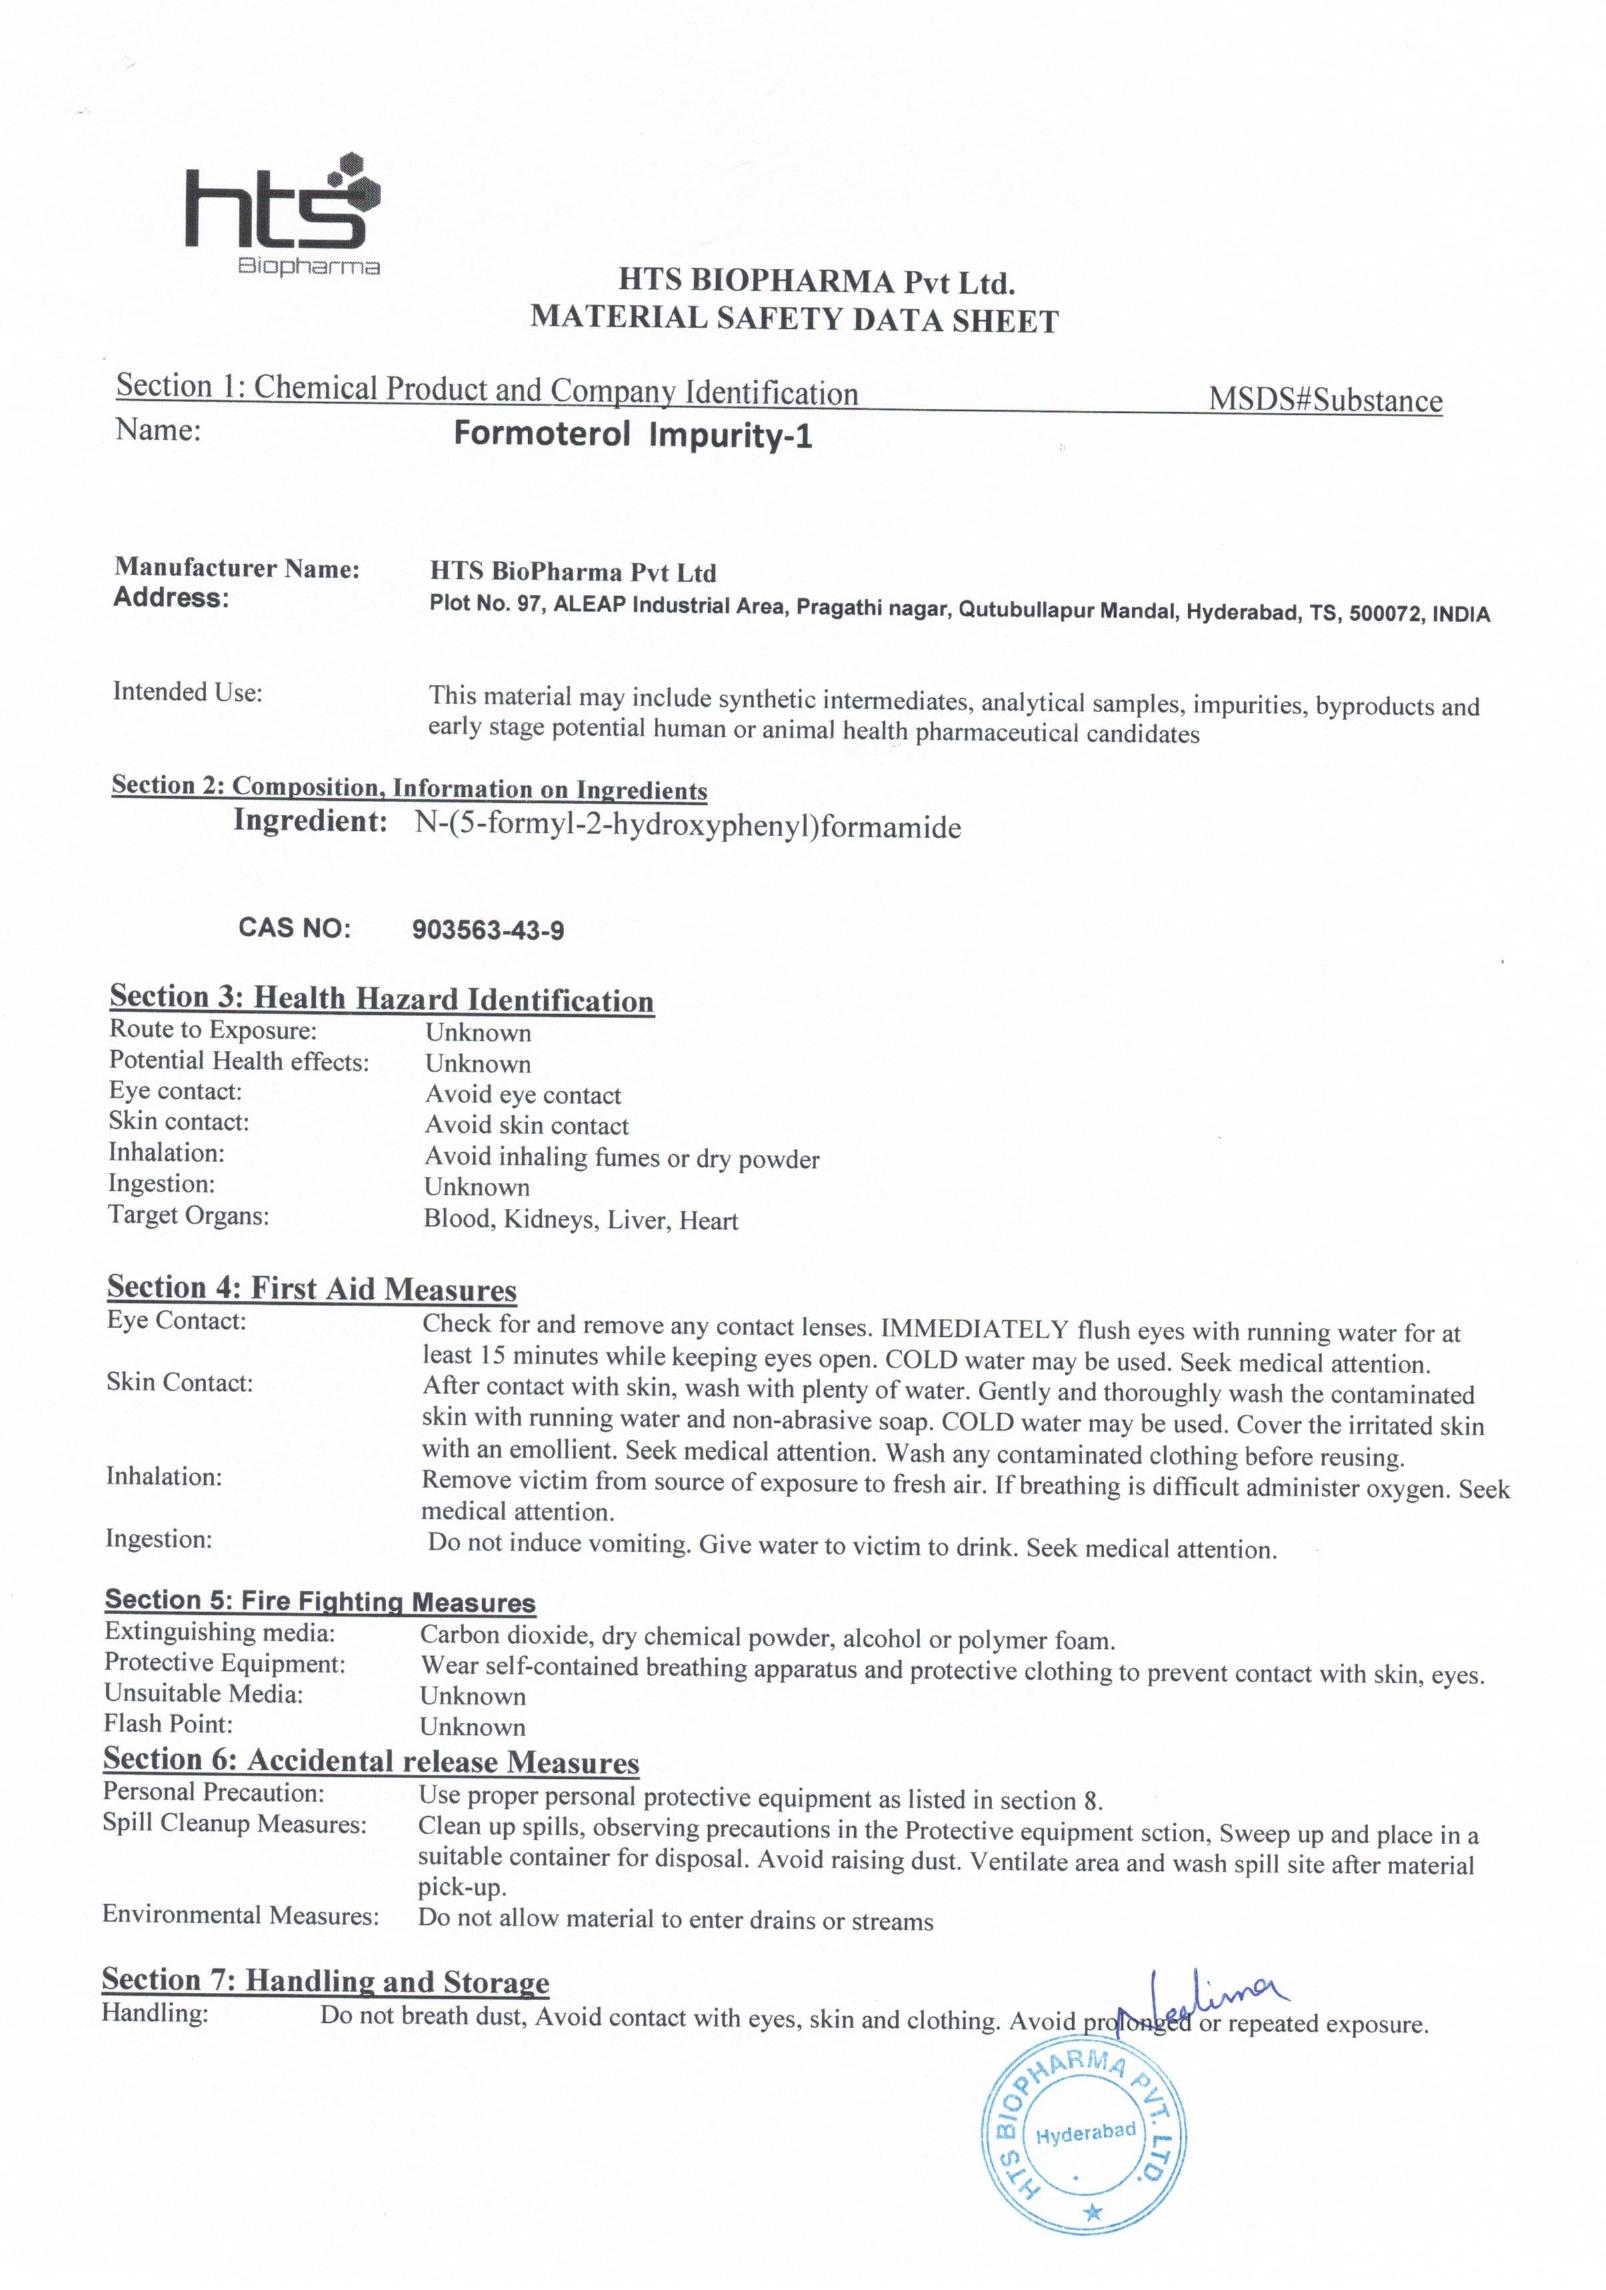 hts
Biopharma
HTS BIOPHARMA Pvt Ltd.
MATERIAL SAFETY DATA SHEET
Section 1: Chemical Product and Company Identification MSDS#Substance
Name: Formoterol Impurity-1
Manufacturer Name: HTS BioPharma Pvt Ltd
Address: Plot No. 97, ALEAP Industrial Area, Pragathi nagar, Qutubullapur Mandal, Hyderabad, TS, 500072, INDIA
Intended Use: This material may include synthetic intermediates, analytical samples, impurities, byproducts and
early stage potential human or animal health pharmaceutical candidates
Section 2: Composition, Information on Ingredients
Ingredient: N-(5-formyl-2-hydroxyphenyl)formamide
CAS NO: 903563-43-9
Section 3: Health Hazard Identification
Route to Exposure: Unknown
Potential Health effects: Unknown
Eye contact: Avoid eye contact
Skin contact: Avoid skin contact
Inhalation: Avoid inhaling fumes or dry powder
Ingestion: Unknown
Target Organs: Blood, Kidneys, Liver, Heart
Section 4: First Aid Measures
Eye Contact: Check for and remove any contact lenses. IMMEDIATELY flush eyes with running water for at
least 15 minutes while keeping eyes open. COLD water may be used. Seek medical attention.
Skin Contact: After contact with skin, wash with plenty of water. Gently and thoroughly wash the contaminated
skin with running water and non-abrasive soap. COLD water may be used. Cover the irritated skin
with an emollient. Seek medical attention. Wash any contaminated clothing before reusing.
Inhalation: Remove victim from source of exposure to fresh air. If breathing is difficult administer oxygen. Seek
medical attention.
Ingestion: Do not induce vomiting. Give water to victim to drink. Seek medical attention.
Section 5: Fire Fighting Measures
Extinguishing media: Carbon dioxide, dry chemical powder, alcohol or polymer foam.
Protective Equipment: Wear self-contained breathing apparatus and protective clothing to prevent contact with skin, eyes.
Unsuitable Media: Unknown
Flash Point: Unknown
Section 6: Accidental release Measures
Personal Precaution: Use proper personal protective equipment as listed in section 8.
Spill Cleanup Measures: Clean up spills, observing precautions in the Protective equipment sction, Sweep up and place in a
suitable container for disposal. Avoid raising dust. Ventilate area and wash spill site after material
pick-up.
Environmental Measures: Do not allow material to enter drains or streams
Section 7: Handling and Storage
Handling: Do not breath dust, Avoid contact with eyes, skin and clothing. Avoid prolonged or repeated exposure.
Neelima
HTS BIOPHARMA PVT. LTD.
Hyderabad